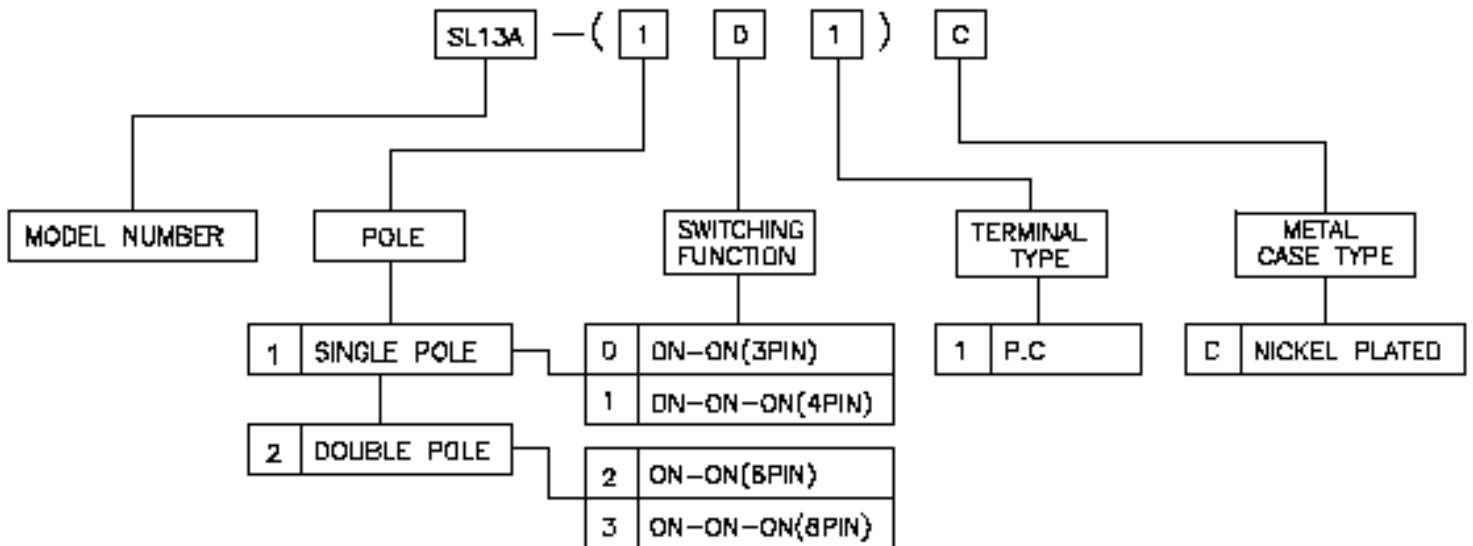 SL13A —( 1 0 1 ) C
MODEL NUMBER
POLE
SWITCHING
FUNCTION
TERMINAL
TYPE
METAL
CASE TYPE
1 SINGLE POLE
2 DOUBLE POLE
0 ON-ON(3PIN)
1 ON-ON-ON(4PIN)
2 ON-ON(6PIN)
3 ON-ON-ON(8PIN)
1 P.C
C NICKEL PLATED